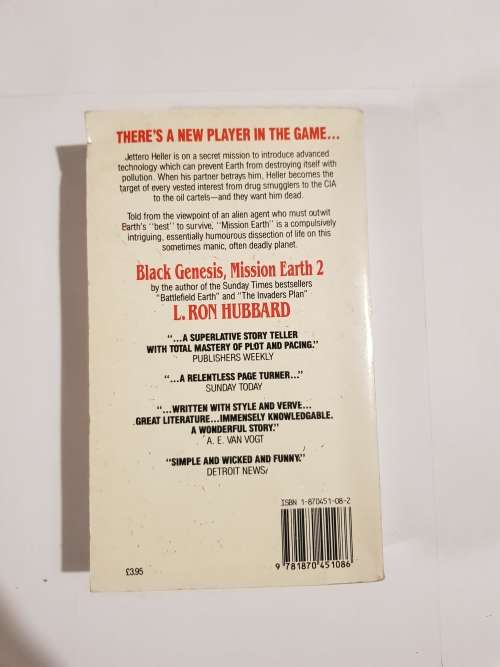 THERE'S A NEW PLAYER IN THE GAME...
Jettero Heller is on a secret mission to introduce advanced
technology which can prevent Earth from destroying itself with
pollution. When his partner betrays him, Heller becomes the
target of every vested interest from drug smugglers to the CIA
to the oil cartels—and they want him dead.
Told from the viewpoint of an alien agent who must outwit
Earth's "best" to survive, "Mission Earth" is a compulsively
intriguing, essentially humourous dissection of life on this
sometimes manic, often deadly planet.
Black Genesis, Mission Earth 2
by the author of the Sunday Times bestsellers
"Battlefield Earth" and "The Invaders Plan"
L. RON HUBBARD
"...A SUPERLATIVE STORY TELLER
WITH TOTAL MASTERY OF PLOT AND PACING."
PUBLISHERS WEEKLY
"...A RELENTLESS PAGE TURNER..."
SUNDAY TODAY
"...WRITTEN WITH STYLE AND VERVE...
GREAT LITERATURE...IMMENSELY KNOWLEDGABLE.
A WONDERFUL STORY."
A. E. VAN VOGT
"SIMPLE AND WICKED AND FUNNY."
DETROIT NEWS
ISBN 1-870451-08-2
9 781870 451086
£3.95